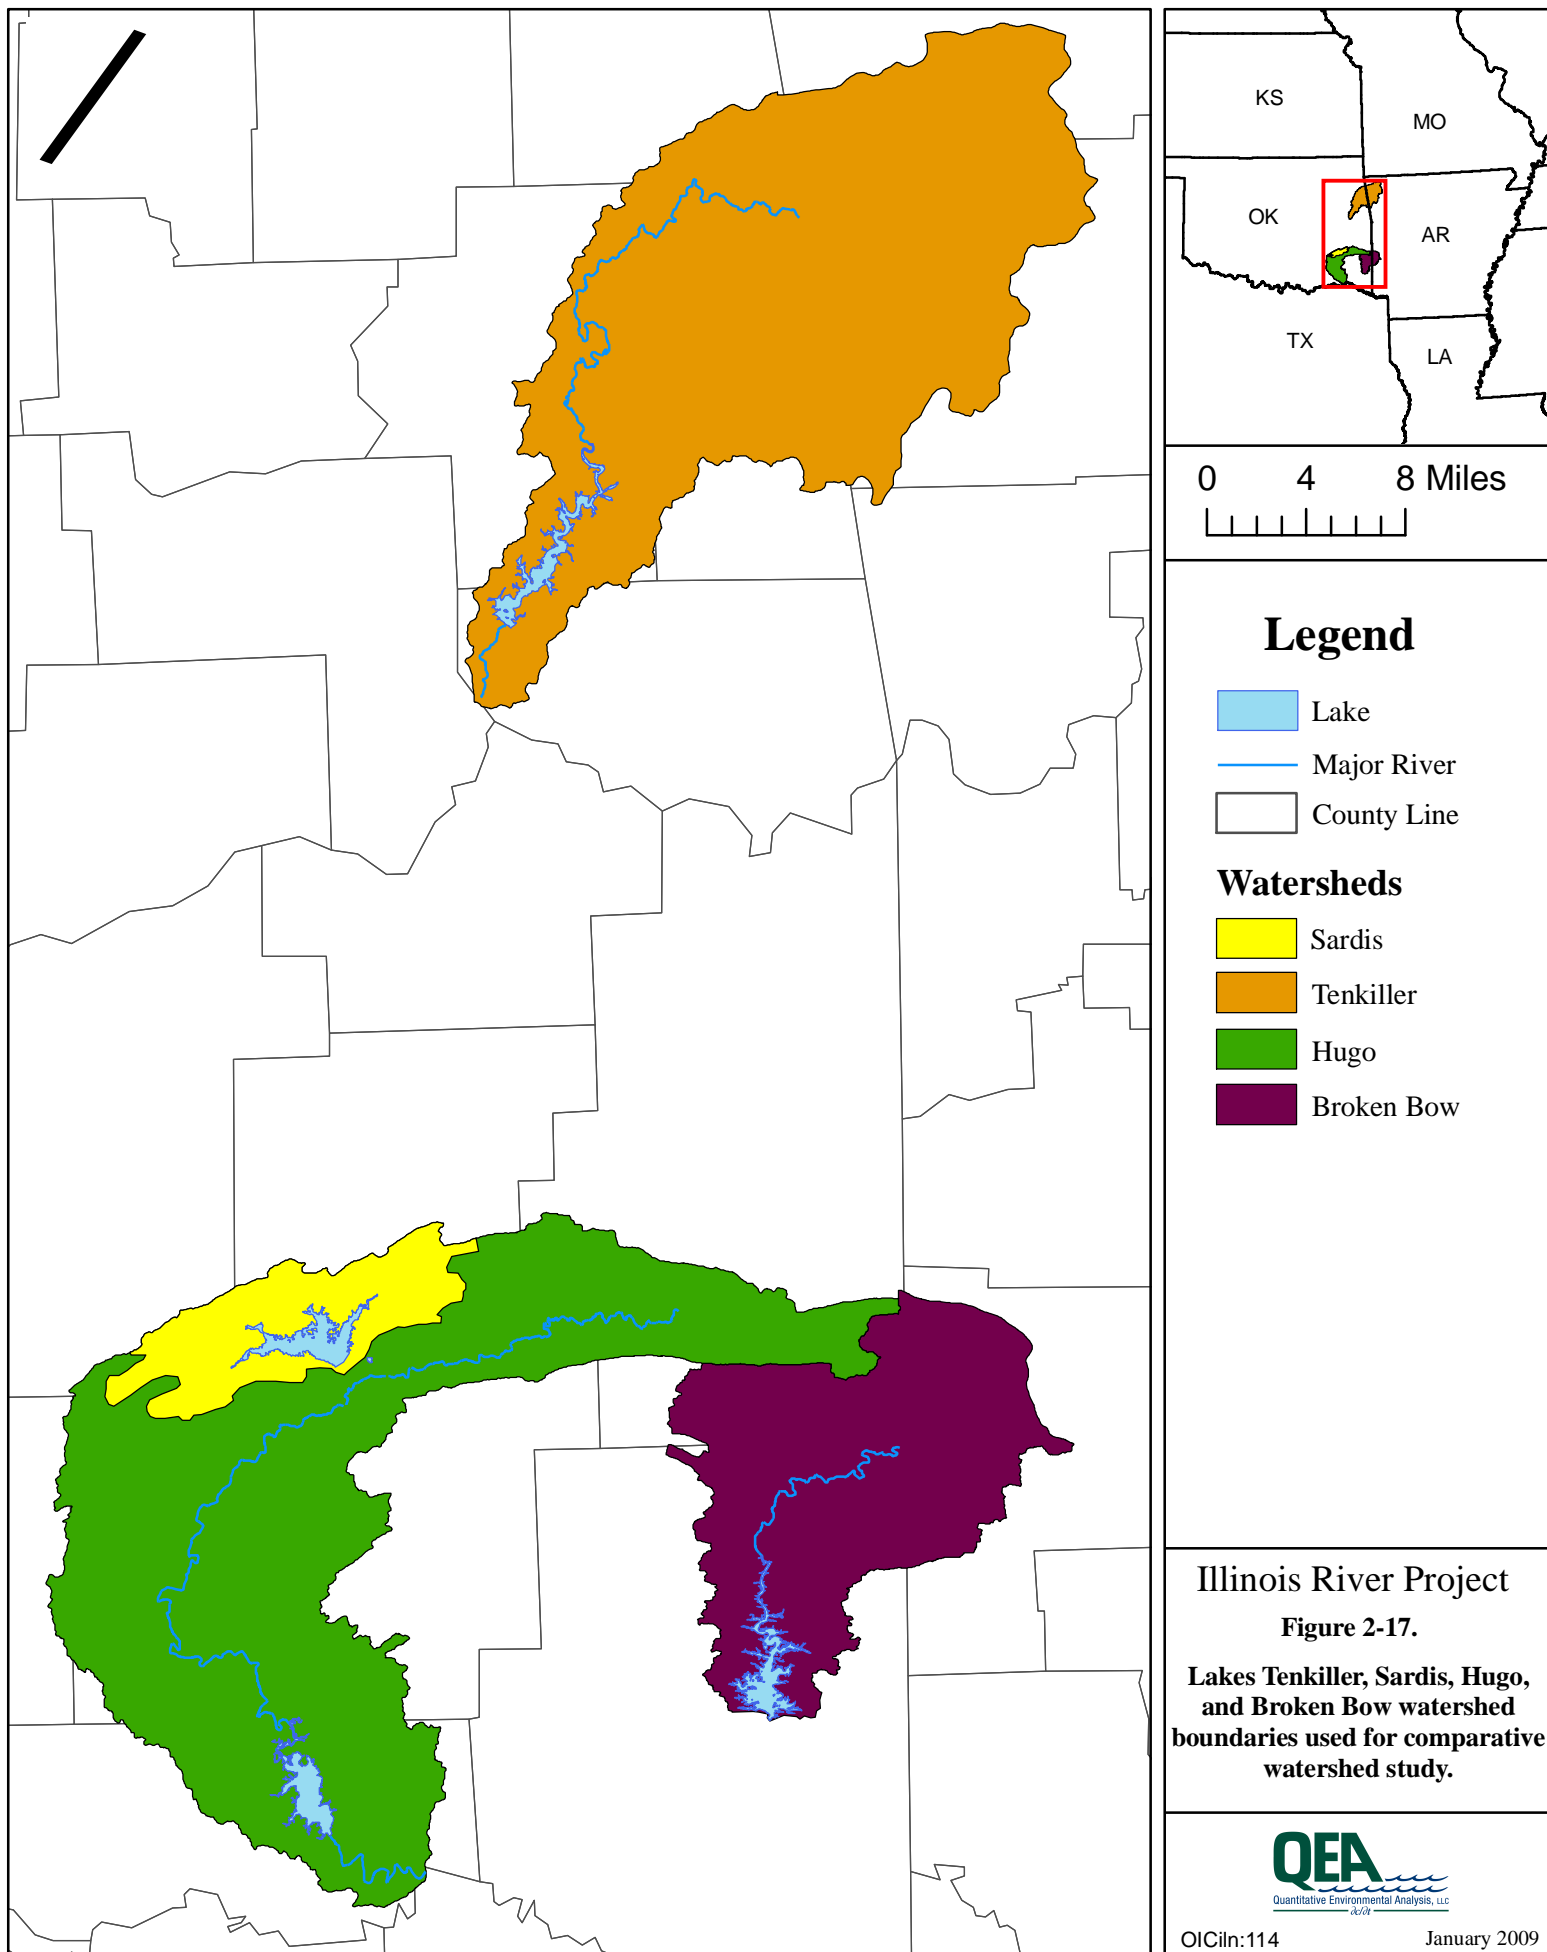 KS
MO
OK
AR
TX
LA
0 4 8 Miles
Legend
Lake
Major River
County Line
Watersheds
Sardis
Tenkiller
Hugo
Broken Bow
Illinois River Project
Figure 2-17.
Lakes Tenkiller, Sardis, Hugo,
and Broken Bow watershed
boundaries used for comparative
watershed study.
QEA
Quantitative Environmental Analysis, LLC
∂c/∂t
OICiln:114 January 2009